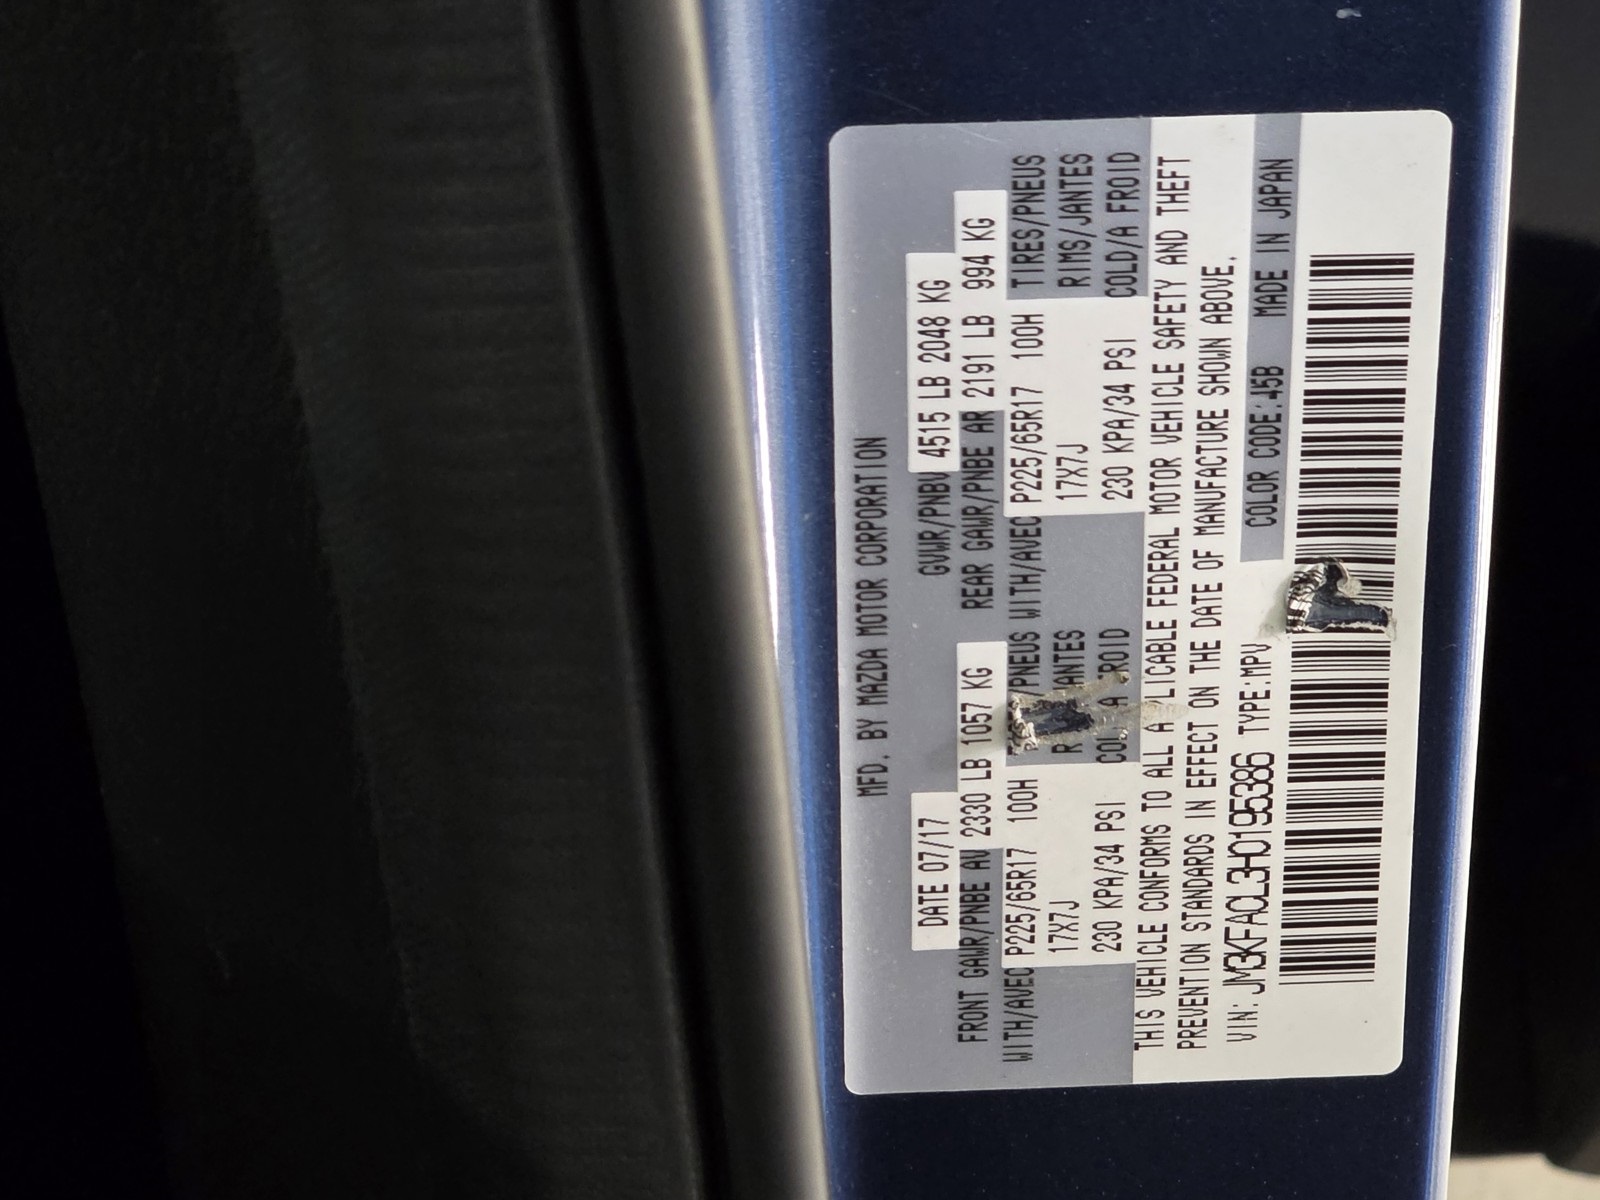 MFD. BY MAZDA MOTOR CORPORATION
DATE 07/17 GVWR/PNBV 4515 LB 2048 KG
FRONT GAWR/PNBE AV 2330 LB 1057 KG REAR GAWR/PNBE AR 2191 LB 994 KG
WITH/AVEC P225/65R17 100H PNEUS WITH/AVEC P225/65R17 100H TIRES/PNEUS
17X7J 17X7J RIMS/JANTES
230 KPA/34 PSI 230 KPA/34 PSI COLD/A FROID
THIS VEHICLE CONFORMS TO ALL FEDERAL MOTOR VEHICLE SAFETY AND THEFT
PREVENTION STANDARDS IN EFFECT ON THE DATE OF MANUFACTURE SHOWN ABOVE.
VIN: JM3KFACL3H0195386 TYPE:MPV COLOR CODE:45B MADE IN JAPAN